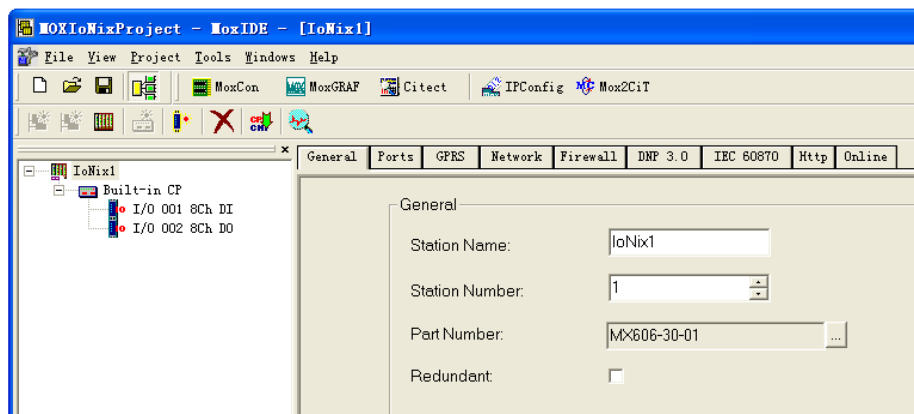 MOXIoNixProject - MoxIDE - [IoNix1]
File View Project Tools Windows Help
MoxCon MoxGRAF Citect IPConfig Mox2CiT
General Ports GPRS Network Firewall DNP 3.0 IEC 60870 Http Online
IoNix1
Built-in CP
I/O 001 8Ch DI
I/O 002 8Ch DO
General
Station Name: IoNix1
Station Number: 1
Part Number: MX606-30-01 ...
Redundant: